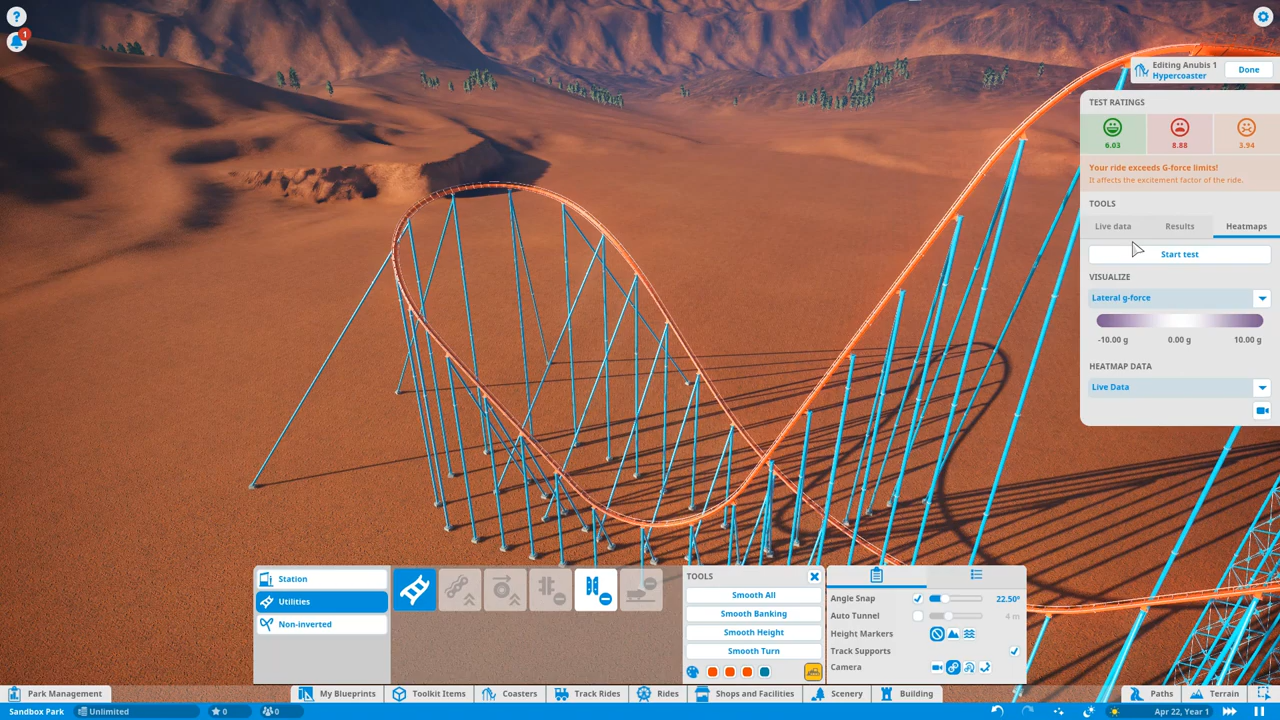 ?
1
Editing Anubis 1
Hypercoaster
Done
TEST RATINGS
6.03
8.88
3.94
Your ride exceeds G-force limits!
It affects the excitement factor of the ride.
TOOLS
Live data
Results
Heatmaps
Start test
VISUALIZE
Lateral g-force
-10.00 g
0.00 g
10.00 g
HEATMAP DATA
Live Data
Station
Utilities
Non-inverted
TOOLS
Smooth All
Smooth Banking
Smooth Height
Smooth Turn
Angle Snap
22.50°
Auto Tunnel
4 m
Height Markers
Track Supports
Camera
Park Management
My Blueprints
Toolkit Items
Coasters
Track Rides
Rides
Shops and Facilities
Scenery
Building
Paths
Terrain
Sandbox Park
Unlimited
0
0
Apr 22, Year 1